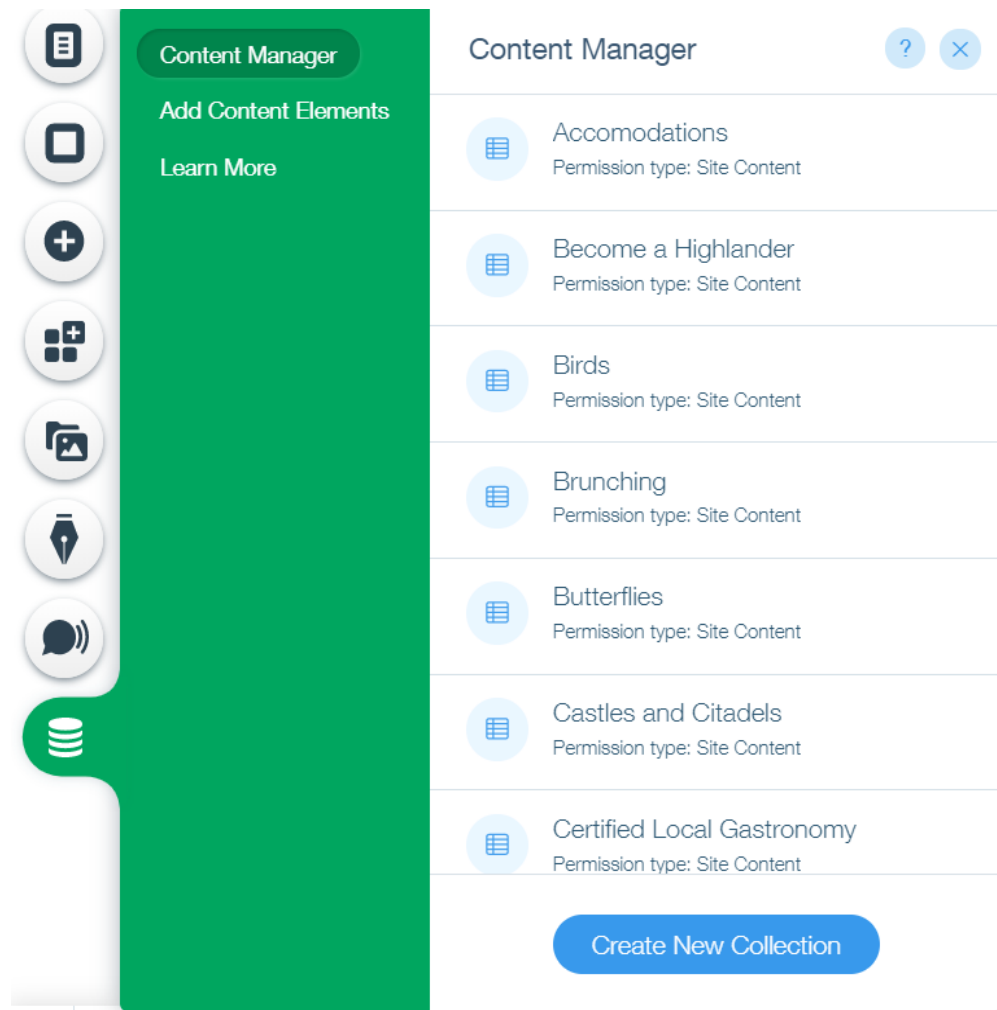 Content Manager
Add Content Elements
Learn More
Content Manager
?
Accomodations
Permission type: Site Content
Become a Highlander
Permission type: Site Content
Birds
Permission type: Site Content
Brunching
Permission type: Site Content
Butterflies
Permission type: Site Content
Castles and Citadels
Permission type: Site Content
Certified Local Gastronomy
Permission type: Site Content
Create New Collection